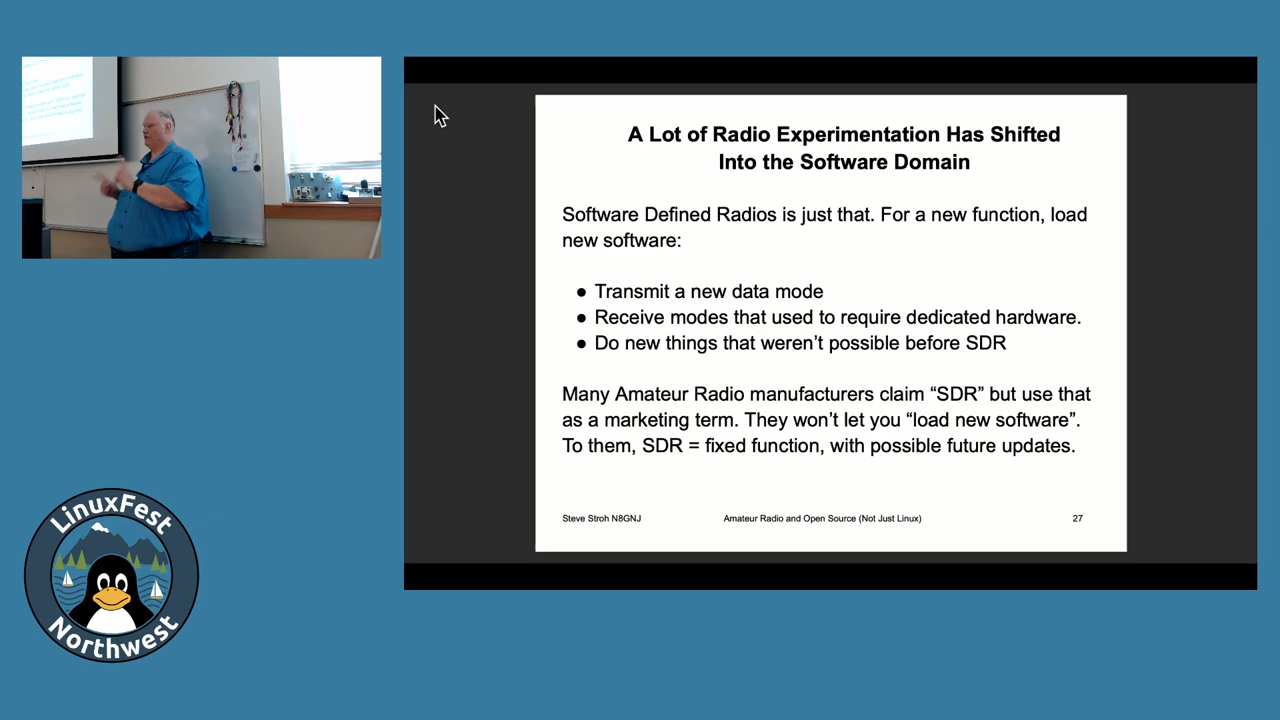 A Lot of Radio Experimentation Has Shifted
Into the Software Domain
Software Defined Radios is just that. For a new function, load
new software:
● Transmit a new data mode
● Receive modes that used to require dedicated hardware.
● Do new things that weren't possible before SDR
Many Amateur Radio manufacturers claim “SDR” but use that
as a marketing term. They won't let you “load new software”.
To them, SDR = fixed function, with possible future updates.
Steve Stroh N8GNJ
Amateur Radio and Open Source (Not Just Linux)
27
LinuxFest
Northwest